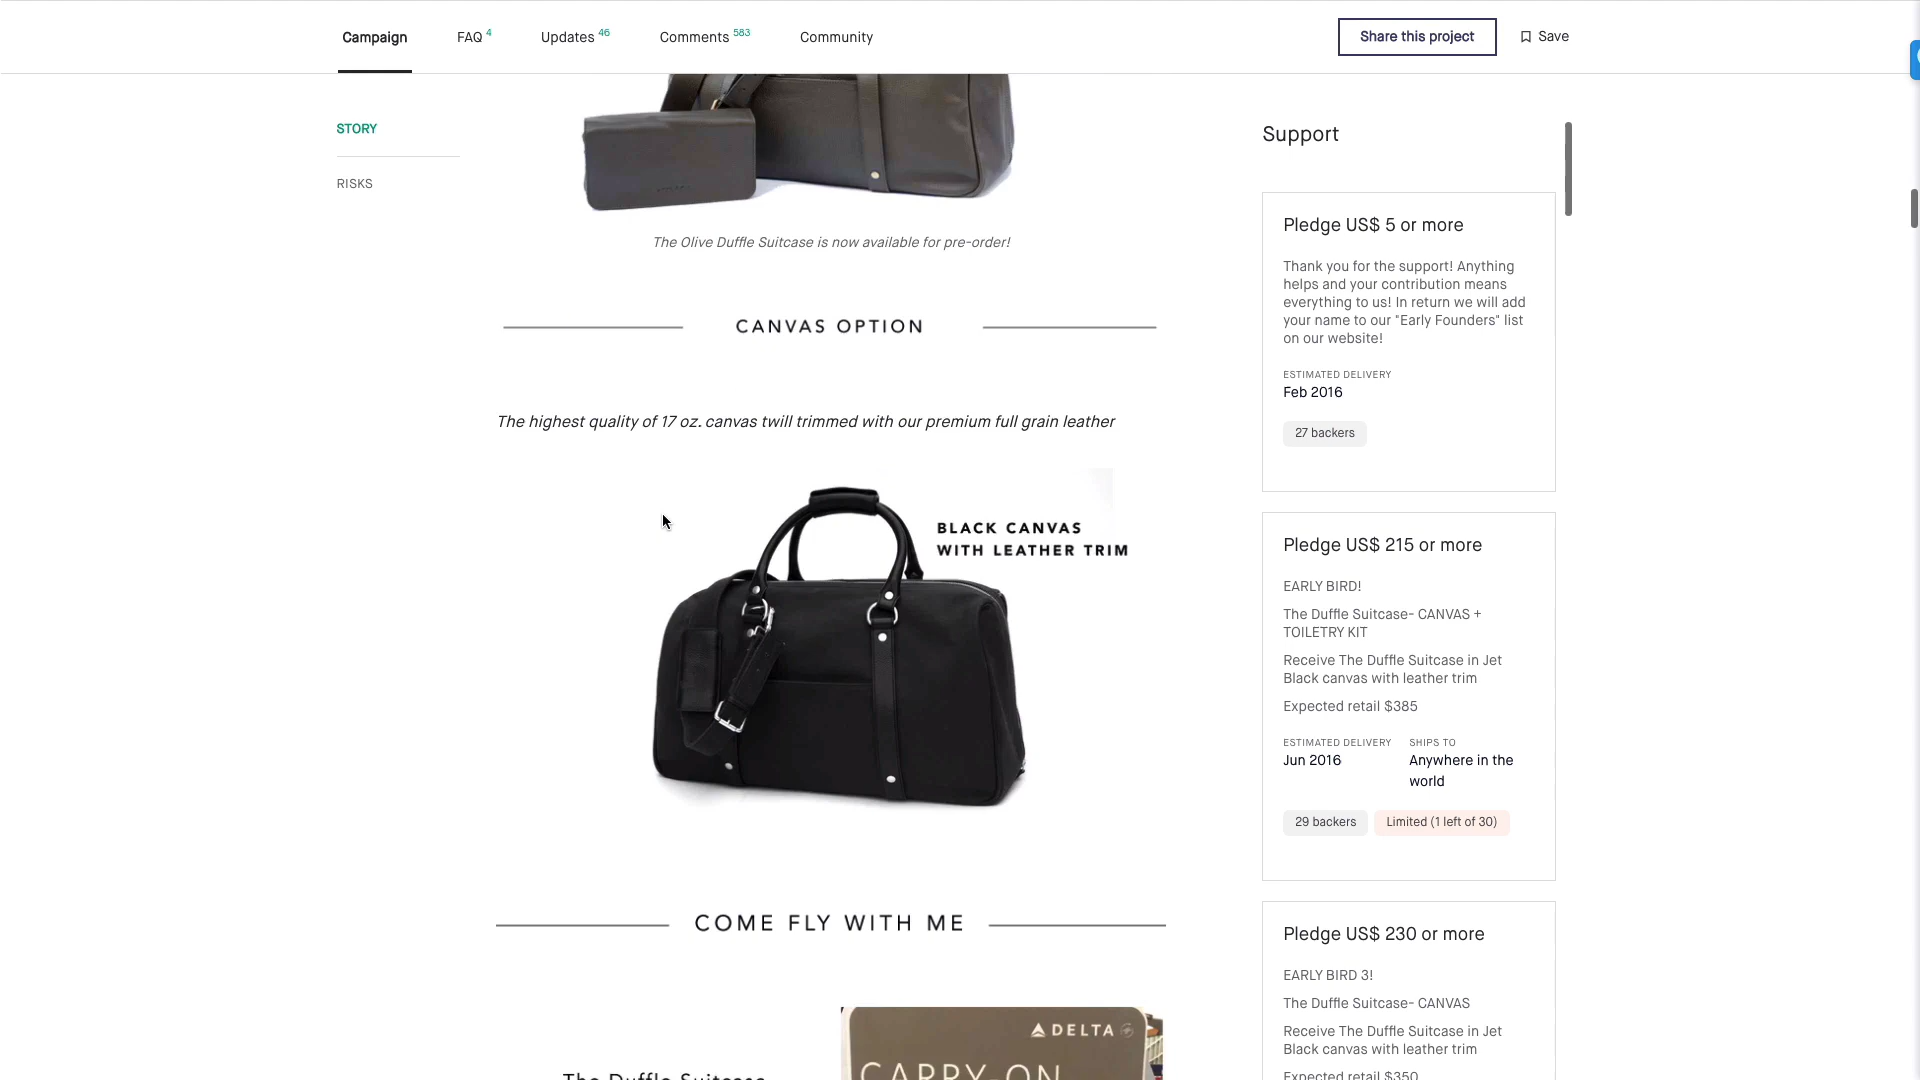 Campaign
FAQ 4
Updates 46
Comments 583
Community
Share this project
Save
STORY
RISKS
The Olive Duffle Suitcase is now available for pre-order!
CANVAS OPTION
The highest quality of 17 oz. canvas twill trimmed with our premium full grain leather
BLACK CANVAS
WITH LEATHER TRIM
COME FLY WITH ME
The Duffle Suitcase
DELTA
CARRY-ON
Support
Pledge US$ 5 or more
Thank you for the support! Anything
helps and your contribution means
everything to us! In return we will add
your name to our "Early Founders" list
on our website!
ESTIMATED DELIVERY
Feb 2016
27 backers
Pledge US$ 215 or more
EARLY BIRD!
The Duffle Suitcase- CANVAS +
TOILETRY KIT
Receive The Duffle Suitcase in Jet
Black canvas with leather trim
Expected retail $385
ESTIMATED DELIVERY
Jun 2016
SHIPS TO
Anywhere in the
world
29 backers
Limited (1 left of 30)
Pledge US$ 230 or more
EARLY BIRD 3!
The Duffle Suitcase- CANVAS
Receive The Duffle Suitcase in Jet
Black canvas with leather trim
Expected retail $350